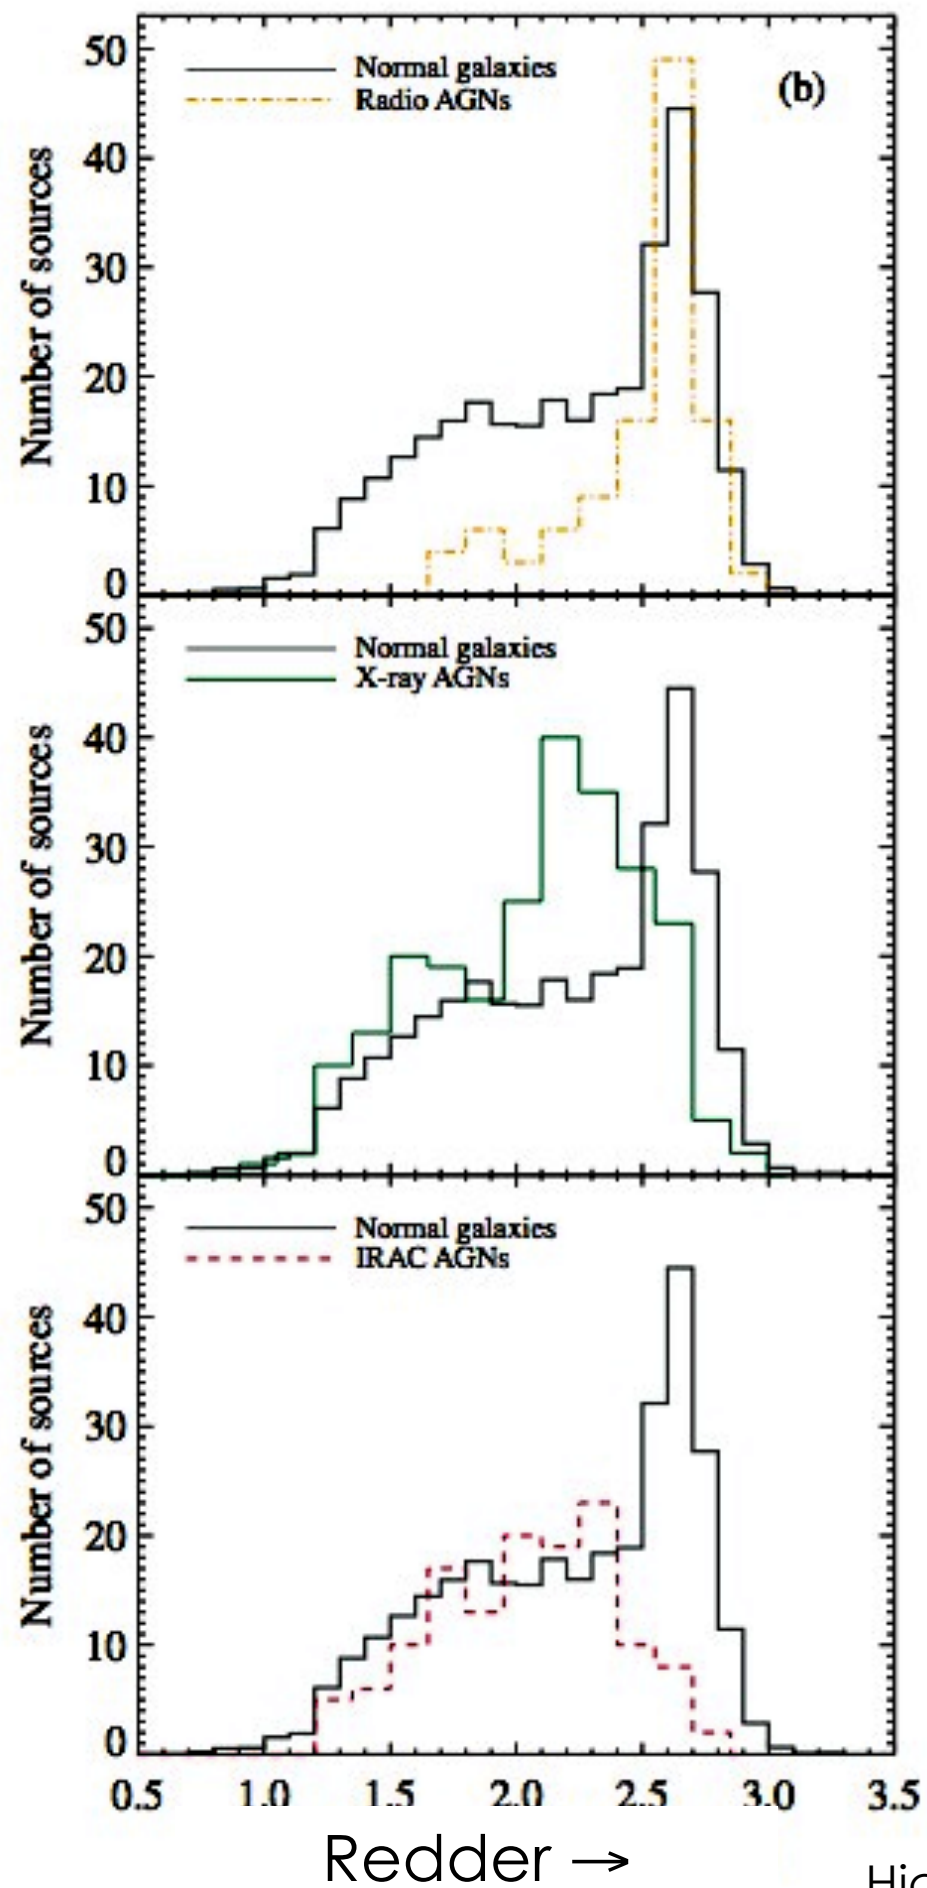 50
Normal galaxies
Radio AGNs
(b)
40
30
20
10
0
Number of sources
50
Normal galaxies
X-ray AGNs
40
30
20
10
0
Number of sources
50
Normal galaxies
IRAC AGNs
40
30
20
10
0
Number of sources
0.5 1.0 1.5 2.0 2.5 3.0 3.5
Redder →